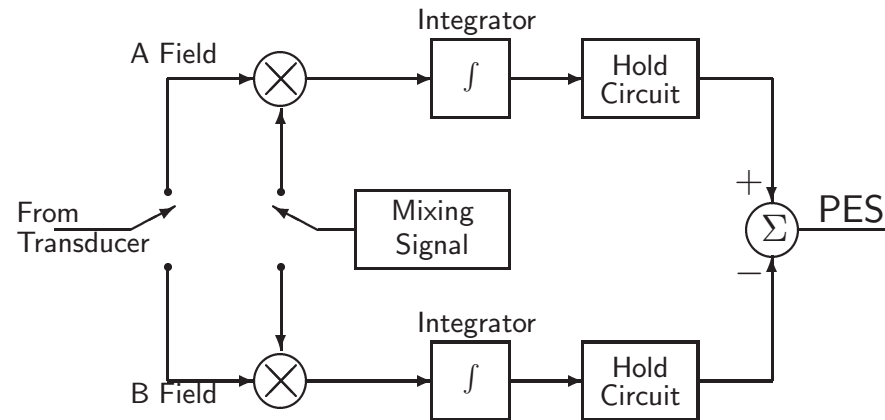 Integrator
A Field
∫
Hold
Circuit
From
Transducer
Mixing
Signal
+
Σ
PES
−
Integrator
B Field
∫
Hold
Circuit